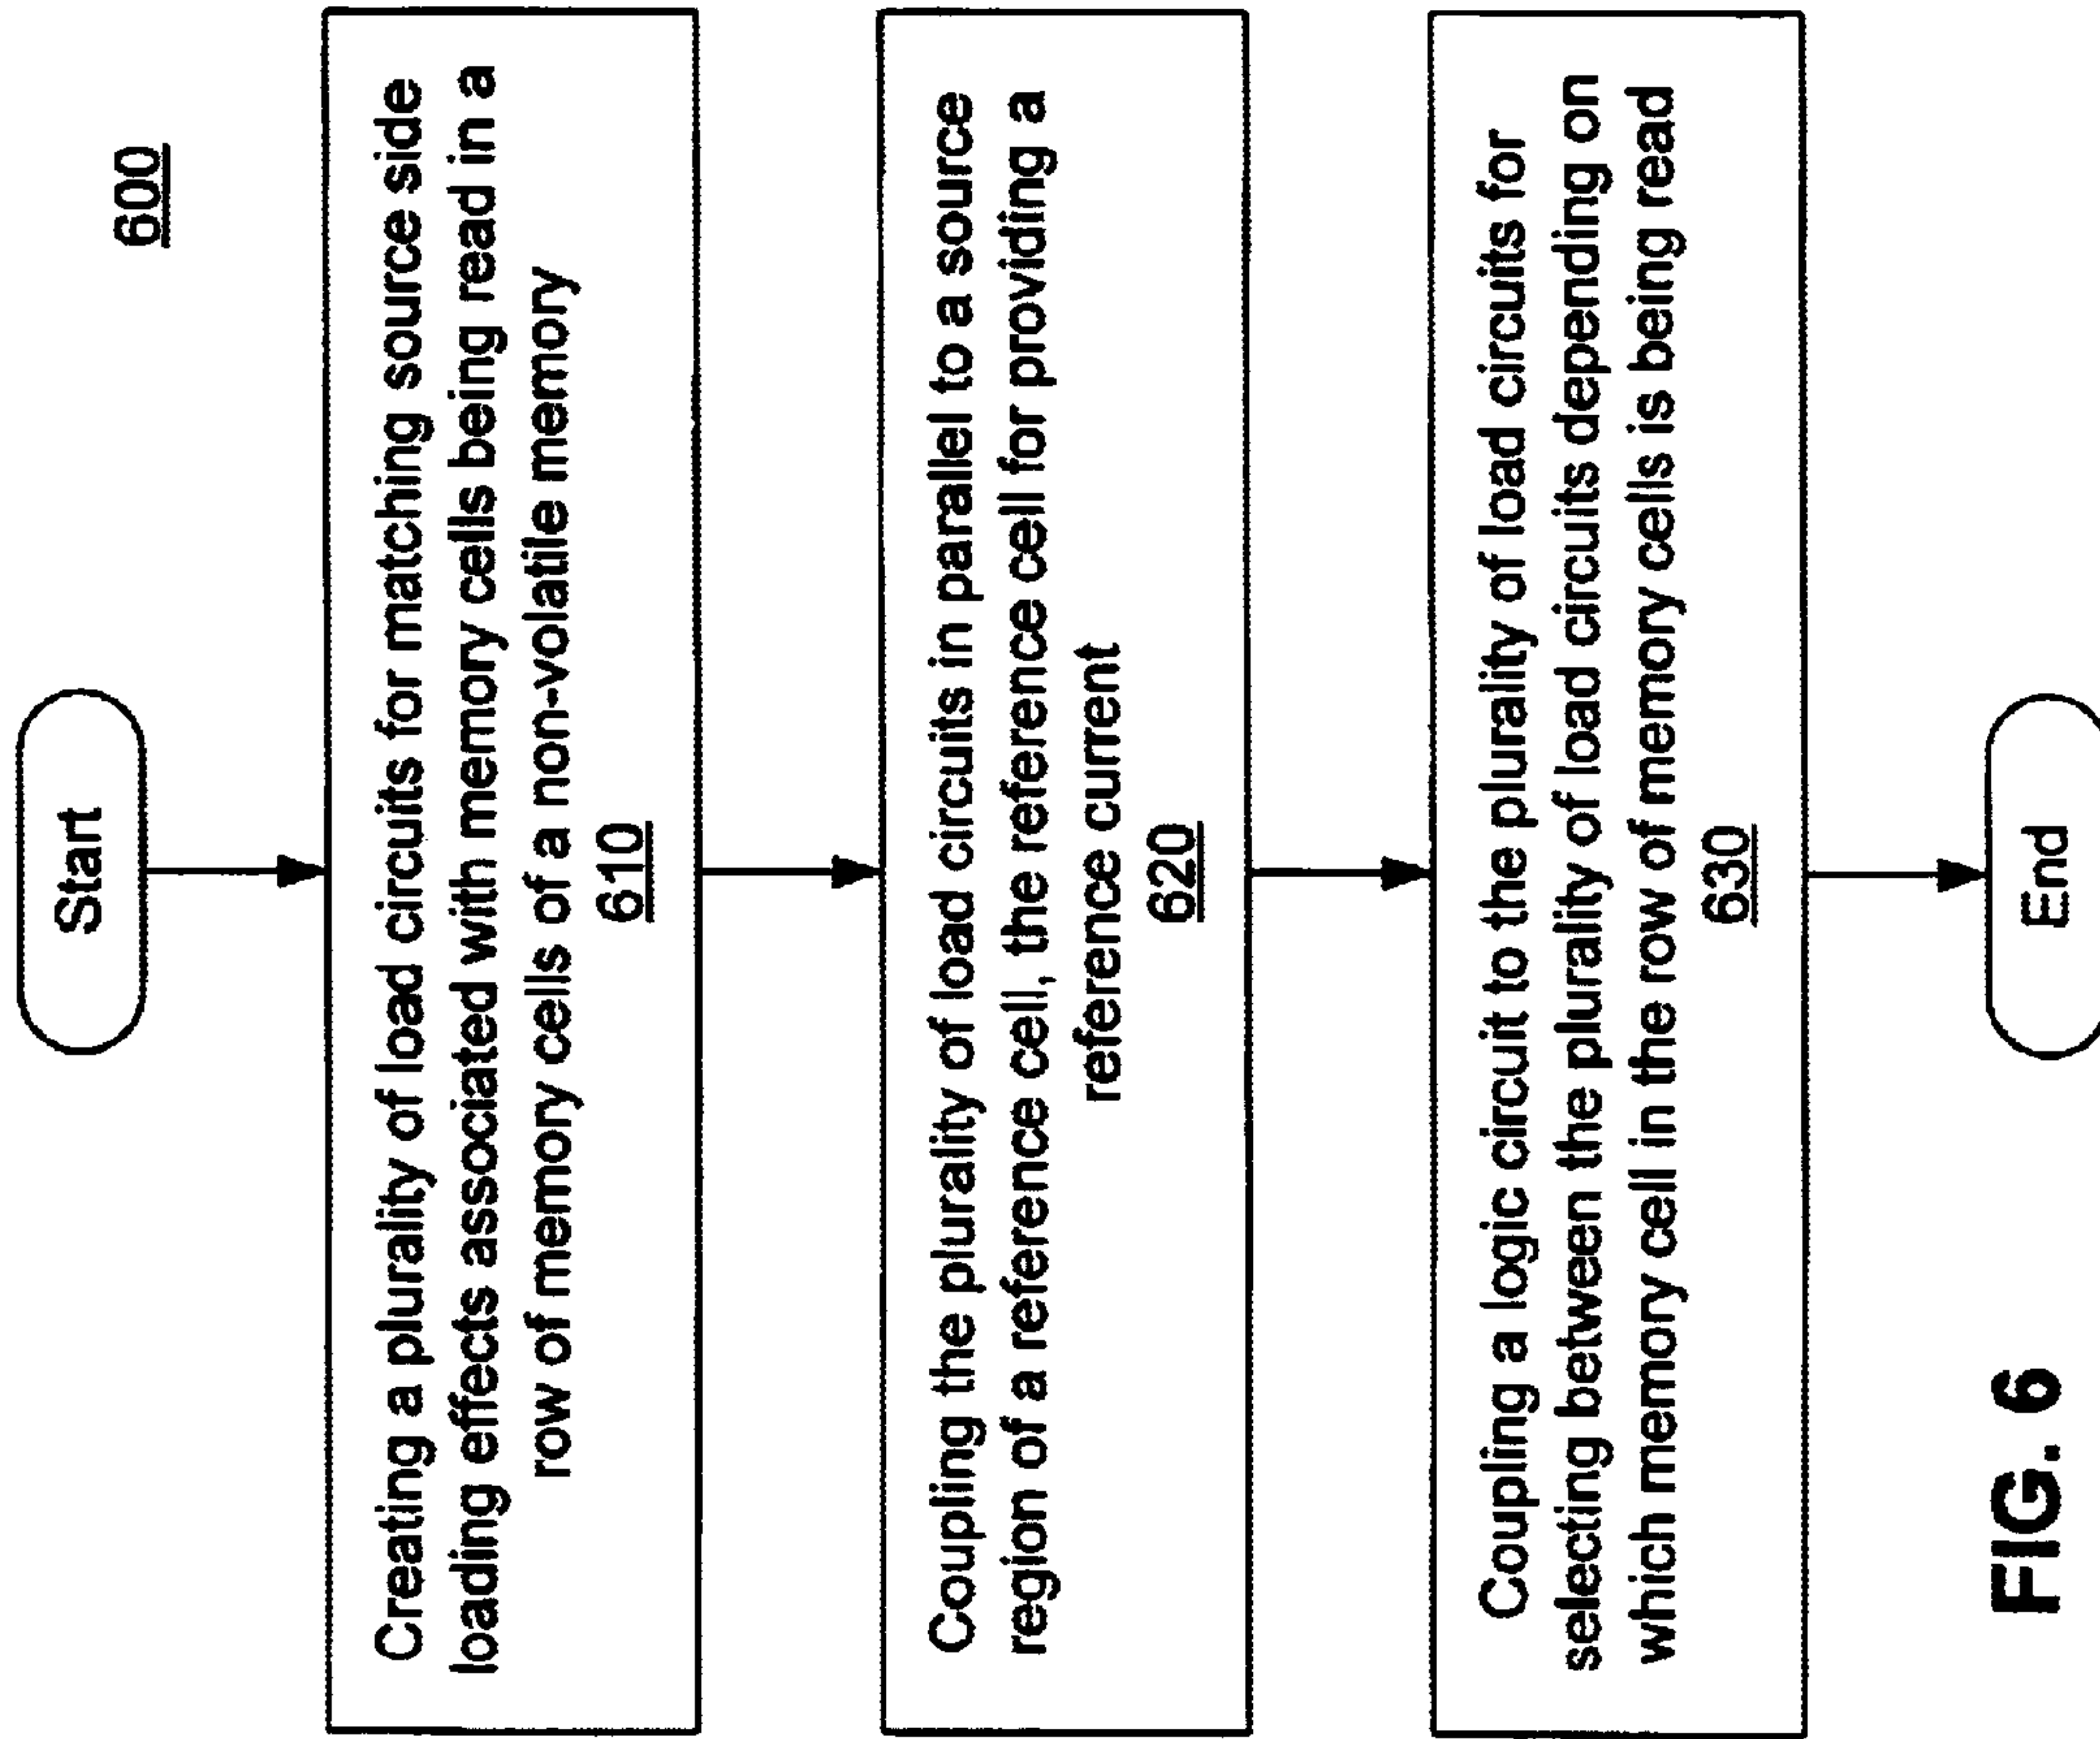 600
Start
Creating a plurality of load circuits for matching source side
loading effects associated with memory cells being read in a
row of memory cells of a non-volatile memory
610
Coupling the plurality of load circuits in parallel to a source
region of a reference cell, the reference cell for providing a
reference current
620
Coupling a logic circuit to the plurality of load circuits for
selecting between the plurality of load circuits depending on
which memory cell in the row of memory cells is being read
630
End
FIG. 6